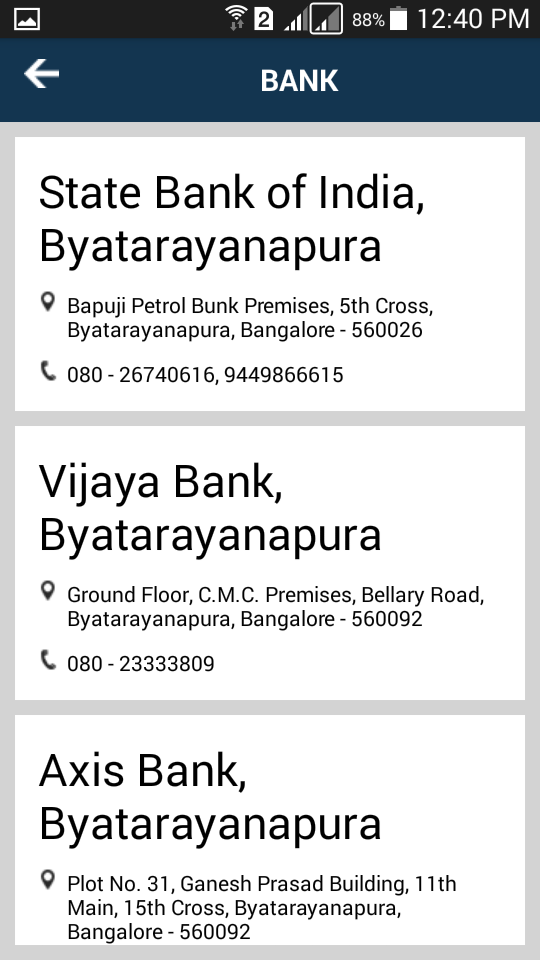 2 88% 12:40 PM
BANK
State Bank of India,
Byatarayanapura
Bapuji Petrol Bunk Premises, 5th Cross,
Byatarayanapura, Bangalore - 560026
080 - 26740616, 9449866615
Vijaya Bank,
Byatarayanapura
Ground Floor, C.M.C. Premises, Bellary Road,
Byatarayanapura, Bangalore - 560092
080 - 23333809
Axis Bank,
Byatarayanapura
Plot No. 31, Ganesh Prasad Building, 11th
Main, 15th Cross, Byatarayanapura,
Bangalore - 560092